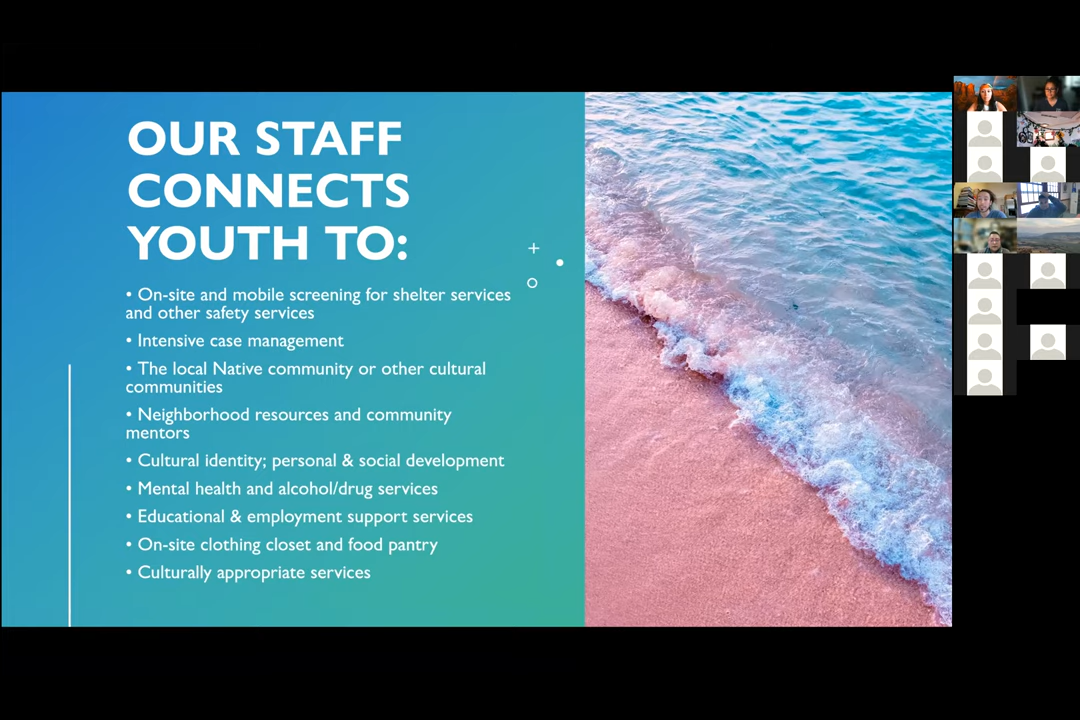 OUR STAFF
CONNECTS
YOUTH TO:
• On-site and mobile screening for shelter services
and other safety services
• Intensive case management
• The local Native community or other cultural
communities
• Neighborhood resources and community
mentors
• Cultural identity; personal & social development
• Mental health and alcohol/drug services
• Educational & employment support services
• On-site clothing closet and food pantry
• Culturally appropriate services